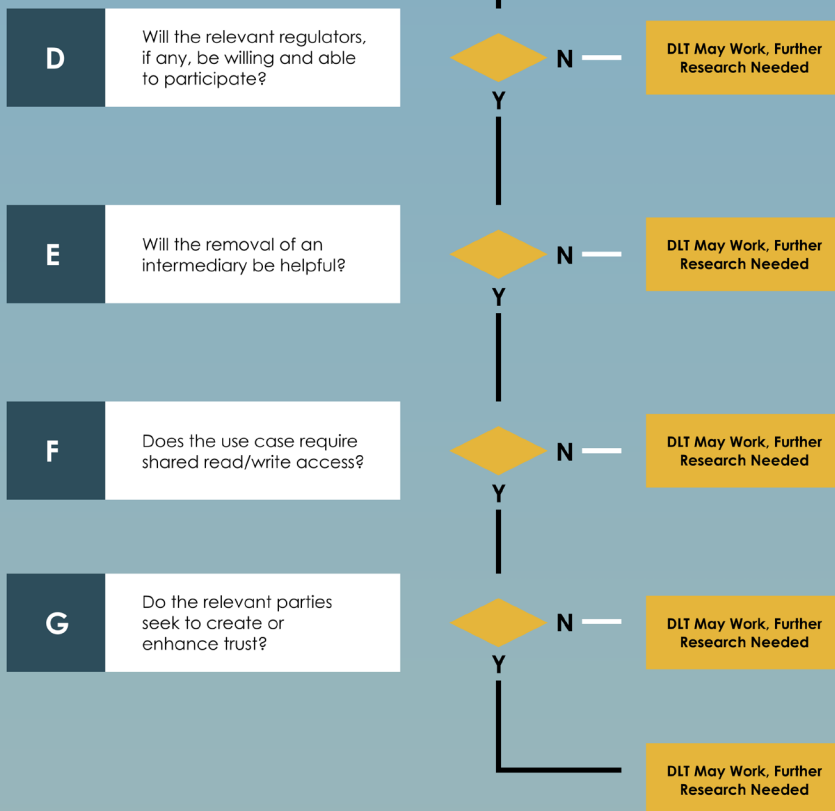 D
Will the relevant regulators,
if any, be willing and able
to participate?
N
DLT May Work, Further
Research Needed
Y
E
Will the removal of an
intermediary be helpful?
N
DLT May Work, Further
Research Needed
Y
F
Does the use case require
shared read/write access?
N
DLT May Work, Further
Research Needed
Y
G
Do the relevant parties
seek to create or
enhance trust?
N
DLT May Work, Further
Research Needed
Y
DLT May Work, Further
Research Needed